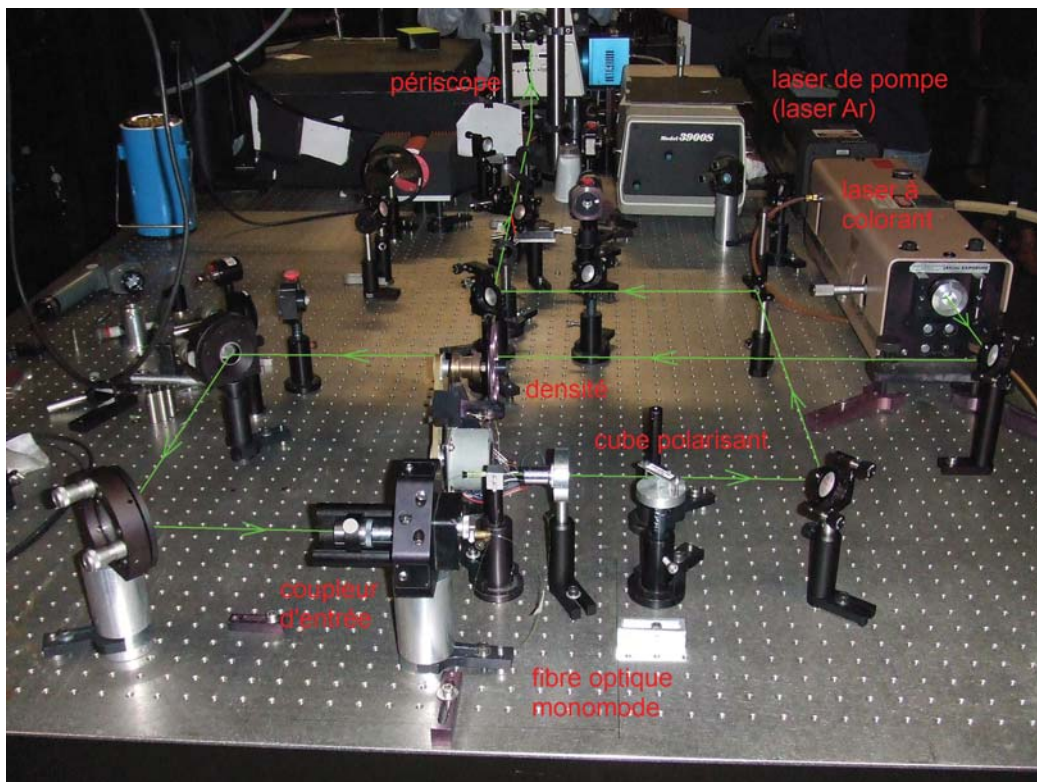 périscope
laser de pompe
(laser Ar)
Model 3900S
laser à
colorant
densité
cube polarisant
coupleur
d'entrée
fibre optique
monomode